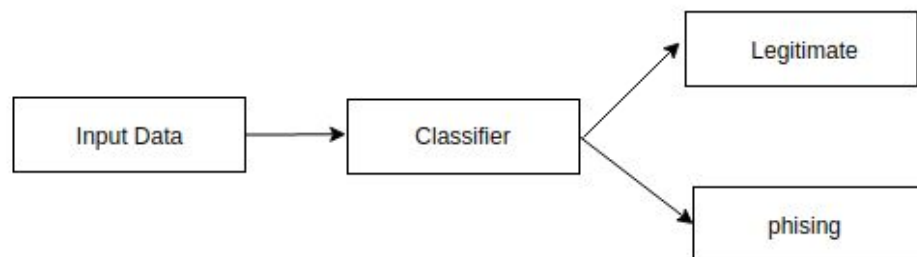 Legitimate
Input Data
Classifier
phising